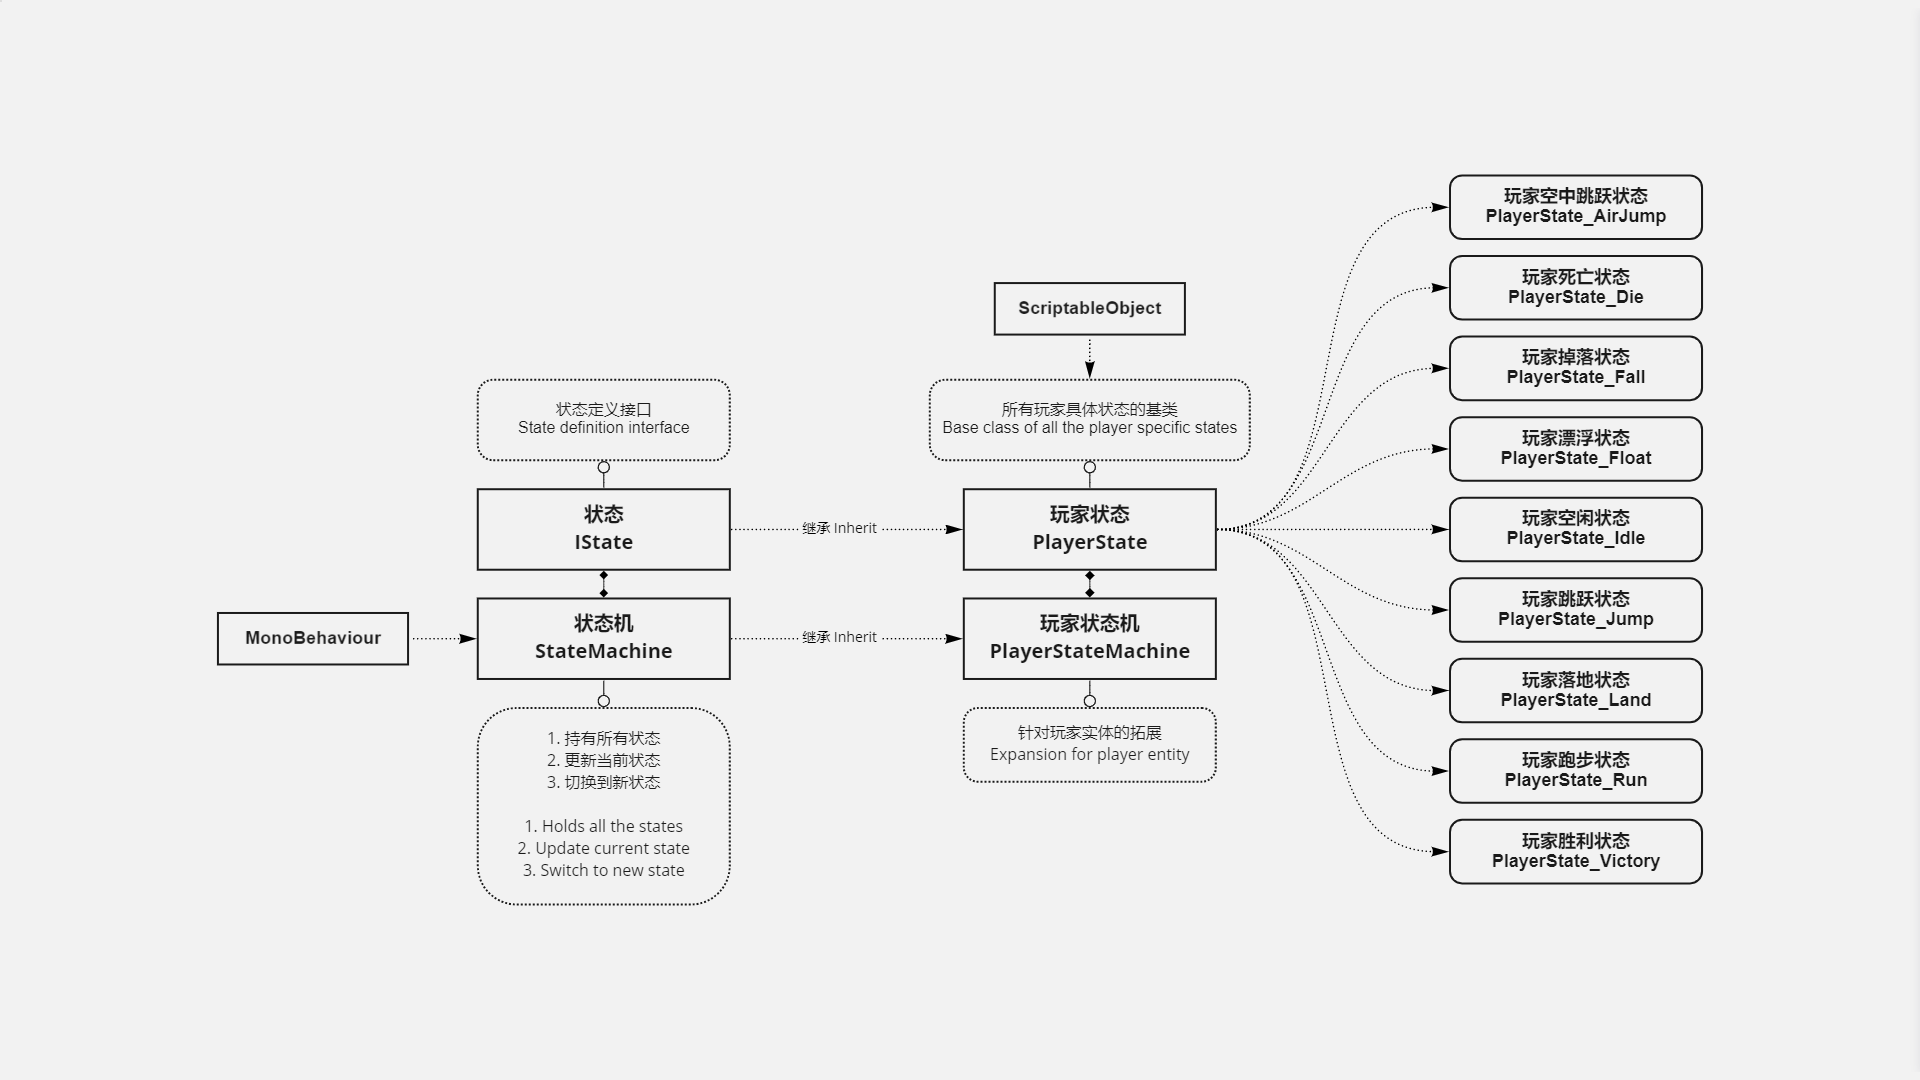 MonoBehaviour
状态定义接口
State definition interface
状态
IState
状态机
StateMachine
1. 持有所有状态
2. 更新当前状态
3. 切换到新状态
1. Holds all the states
2. Update current state
3. Switch to new state
继承 Inherit
继承 Inherit
ScriptableObject
所有玩家具体状态的基类
Base class of all the player specific states
玩家状态
PlayerState
玩家状态机
PlayerStateMachine
针对玩家实体的拓展
Expansion for player entity
玩家空中跳跃状态
PlayerState_AirJump
玩家死亡状态
PlayerState_Die
玩家掉落状态
PlayerState_Fall
玩家漂浮状态
PlayerState_Float
玩家空闲状态
PlayerState_Idle
玩家跳跃状态
PlayerState_Jump
玩家落地状态
PlayerState_Land
玩家跑步状态
PlayerState_Run
玩家胜利状态
PlayerState_Victory